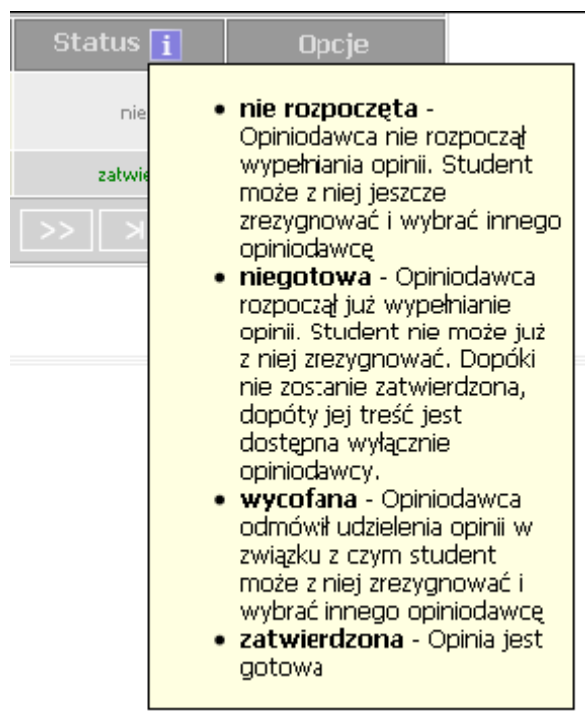 Status i Opcje
nie
zatwie
>>
nie rozpoczęta -
Opiniodawca nie rozpoczął
wypełniania opinii. Student
może z niej jeszcze
zrezygnować i wybrać innego
opiniodawcę
niegotowa - Opiniodawca
rozpoczął już wypełnianie
opinii. Student nie może już
z niej zrezygnować. Dopóki
nie zostanie zatwierdzona,
dopóty jej treść jest
dostępna wyłącznie
opiniodawcy.
wycofana - Opiniodawca
odmówił udzielenia opinii w
związku z czym student
może z niej zrezygnować i
wybrać innego opiniodawcę
zatwierdzona - Opinia jest
gotowa